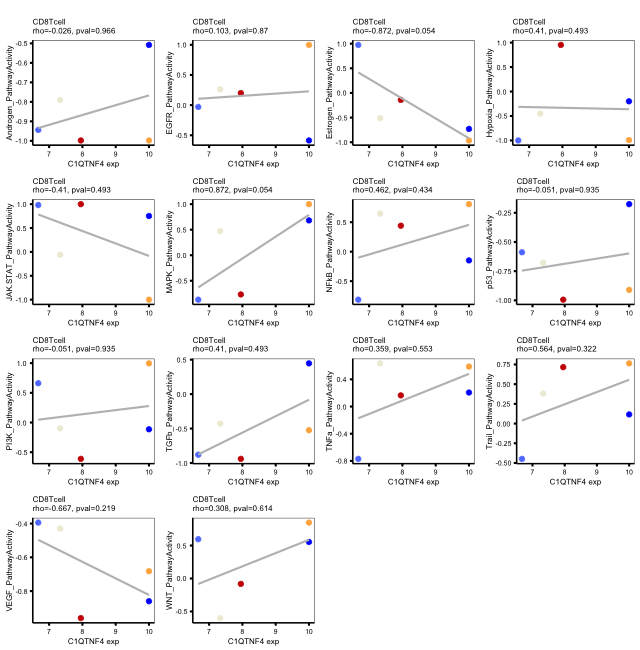 CD8Tcell
rho=-0.026, pval=0.966
Androgen_PathwayActivity
-0.5
-0.6
-0.7
-0.8
-0.9
-1.0
7 8 9 10
C1QTNF4 exp
CD8Tcell
rho=0.103, pval=0.87
EGFR_PathwayActivity
1.0
0.5
0.0
-0.5
7 8 9 10
C1QTNF4 exp
CD8Tcell
rho=-0.872, pval=0.054
Estrogen_PathwayActivity
1.0
0.5
0.0
-0.5
-1.0
7 8 9 10
C1QTNF4 exp
CD8Tcell
rho=0.41, pval=0.493
Hypoxia_PathwayActivity
1.0
0.5
0.0
-0.5
-1.0
7 8 9 10
C1QTNF4 exp
CD8Tcell
rho=-0.41, pval=0.493
JAK.STAT_PathwayActivity
1.0
0.5
0.0
-0.5
-1.0
7 8 9 10
C1QTNF4 exp
CD8Tcell
rho=0.872, pval=0.054
MAPK_PathwayActivity
1.0
0.5
0.0
-0.5
7 8 9 10
C1QTNF4 exp
CD8Tcell
rho=0.462, pval=0.434
NFkB_PathwayActivity
0.5
0.0
-0.5
7 8 9 10
C1QTNF4 exp
CD8Tcell
rho=-0.051, pval=0.935
p53_PathwayActivity
-0.25
-0.50
-0.75
-1.00
7 8 9 10
C1QTNF4 exp
CD8Tcell
rho=-0.051, pval=0.935
PI3K_PathwayActivity
1.0
0.5
0.0
-0.5
7 8 9 10
C1QTNF4 exp
CD8Tcell
rho=0.41, pval=0.493
TGFb_PathwayActivity
0.5
0.0
-0.5
-1.0
7 8 9 10
C1QTNF4 exp
CD8Tcell
rho=0.359, pval=0.553
TNFa_PathwayActivity
0.4
0.0
-0.4
-0.8
7 8 9 10
C1QTNF4 exp
CD8Tcell
rho=0.564, pval=0.322
Trail_PathwayActivity
0.75
0.50
0.25
0.00
-0.25
-0.50
7 8 9 10
C1QTNF4 exp
CD8Tcell
rho=-0.667, pval=0.219
VEGF_PathwayActivity
-0.4
-0.6
-0.8
7 8 9 10
C1QTNF4 exp
CD8Tcell
rho=0.308, pval=0.614
WNT_PathwayActivity
0.5
0.0
-0.5
7 8 9 10
C1QTNF4 exp